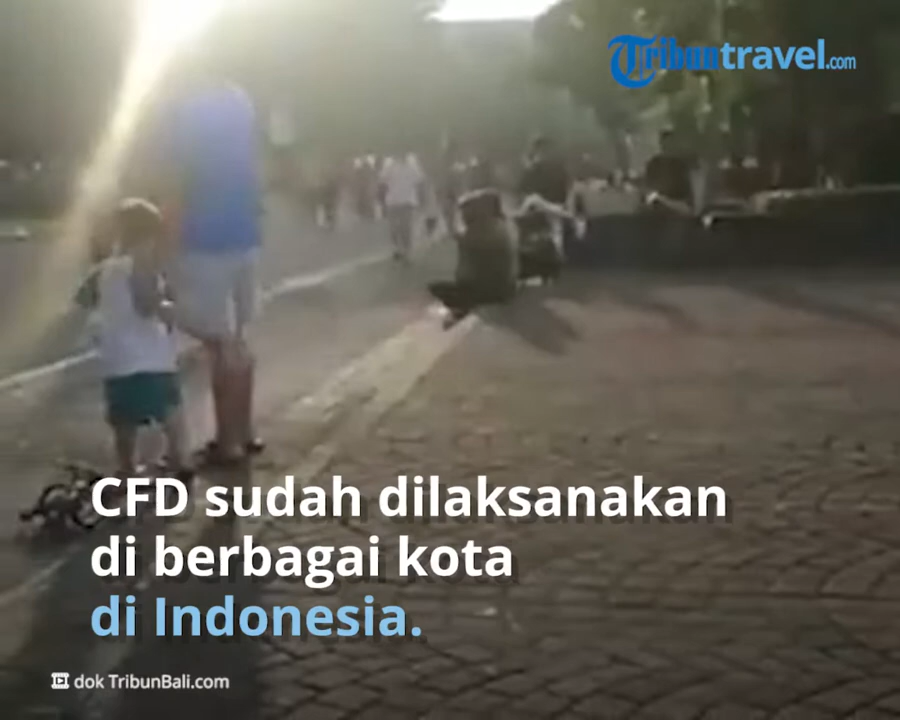 Tribuntravel.com
CFD sudah dilaksanakan
di berbagai kota
di Indonesia.
dok TribunBali.com